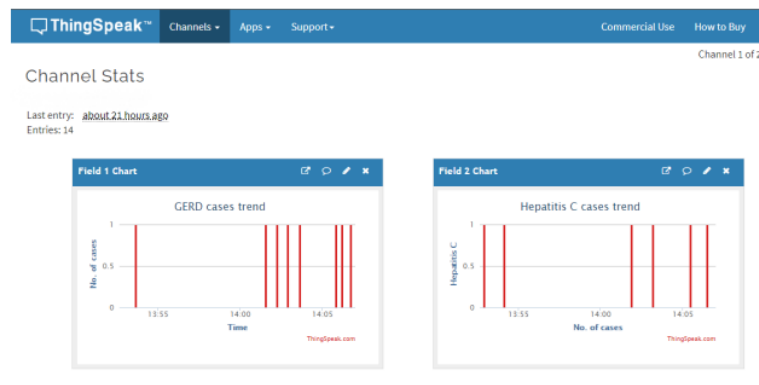 ThingSpeak™ Channels Apps Support Commercial Use How to Buy
Channel 1 of 2
Channel Stats
Last entry: about 21 hours ago
Entries: 14
Field 1 Chart
GERD cases trend
No. of cases
1
0.5
0
13:55 14:00 14:05
Time
ThingSpeak.com
Field 2 Chart
Hepatitis C cases trend
Hepatitis C
1
0.5
0
13:55 14:00 14:05
No. of cases
ThingSpeak.com